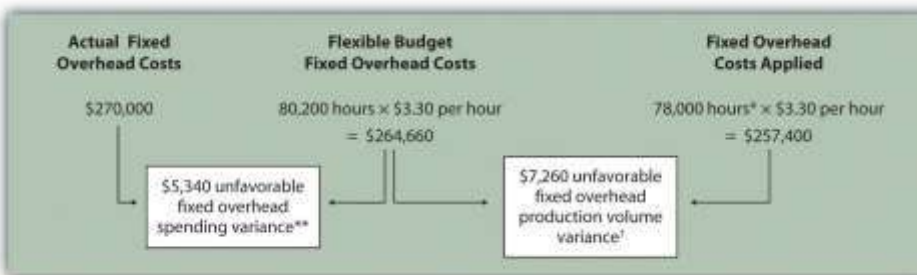 Actual Fixed
Overhead Costs
Flexible Budget
Fixed Overhead Costs
Fixed Overhead
Costs Applied
$270,000
80,200 hours × $3.30 per hour
= $264,660
78,000 hours* × $3.30 per hour
= $257,400
$5,340 unfavorable
fixed overhead
spending variance**
$7,260 unfavorable
fixed overhead
production volume
variance†